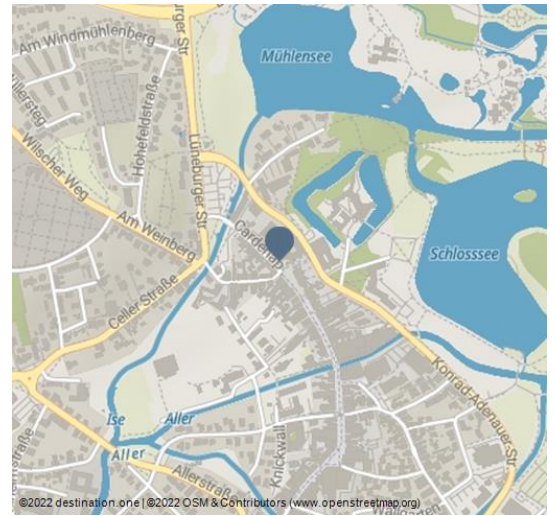 Am Windmühlenberg
Mühlensee
Hohefeldstraße
Wilscher Weg
Lüneburger Str
Am Weinberg
Cardenap
Schlosssee
Celler Straße
Konrad-Adenauer-Str
Ise
Aller
Aller
Allerstraße
Knickwall
©2022 destination.one | ©2022 OSM & Contributors (www.openstreetmap.org)